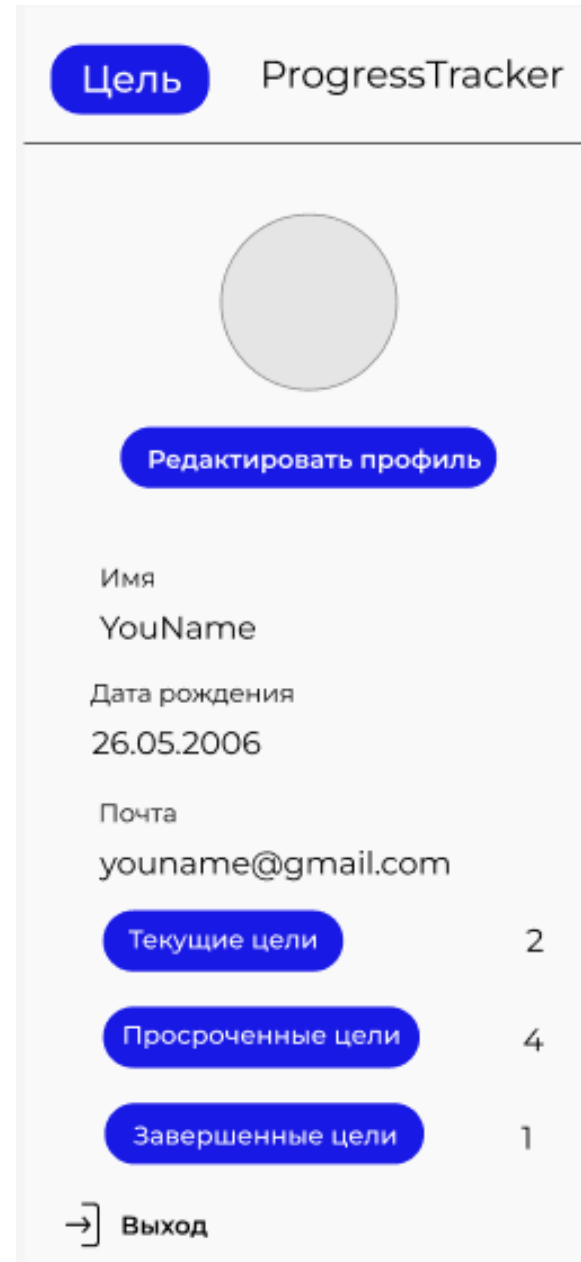 Цель ProgressTracker
Редактировать профиль
Имя
YouName
Дата рождения
26.05.2006
Почта
youname@gmail.com
Текущие цели 2
Просроченные цели 4
Завершенные цели 1
Выход